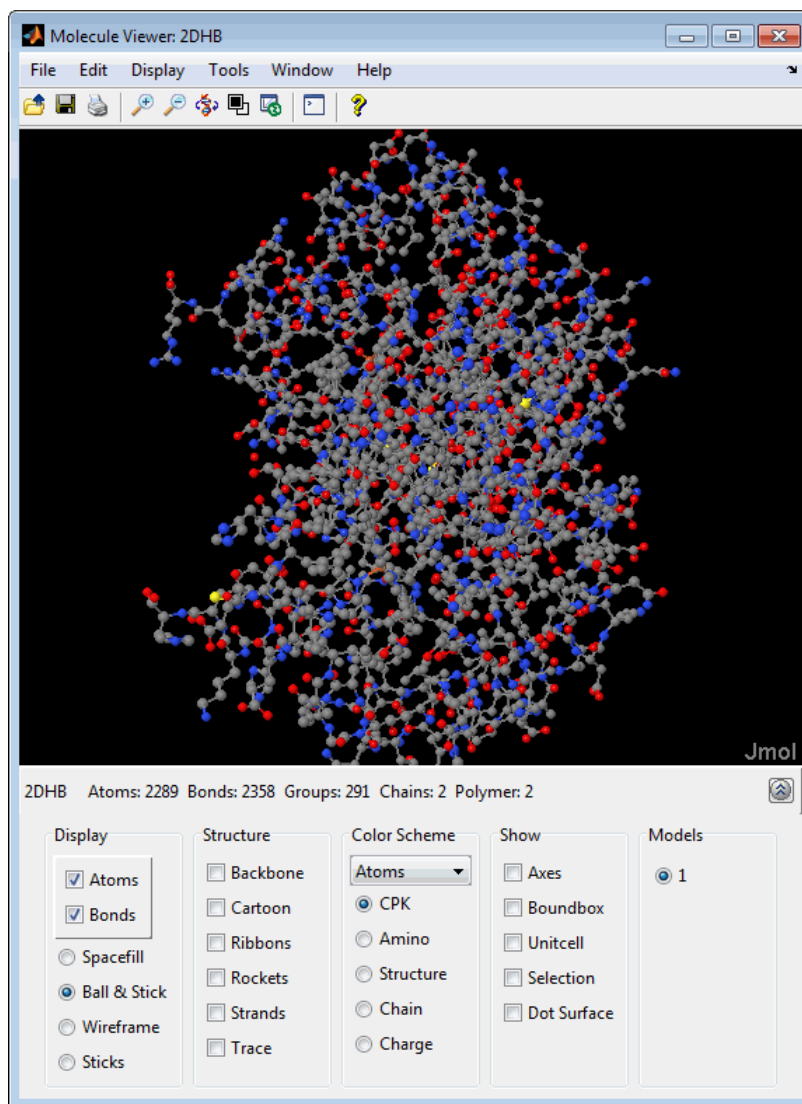 Molecule Viewer: 2DHB
File Edit Display Tools Window Help
Jmol
2DHB Atoms: 2289 Bonds: 2358 Groups: 291 Chains: 2 Polymer: 2
Display Structure Color Scheme Show Models
Atoms Backbone Atoms Axes 1
Bonds Cartoon CPK Boundbox
Spacefill Ribbons Amino Unitcell
Ball & Stick Rockets Structure Selection
Wireframe Strands Chain Dot Surface
Sticks Trace Charge